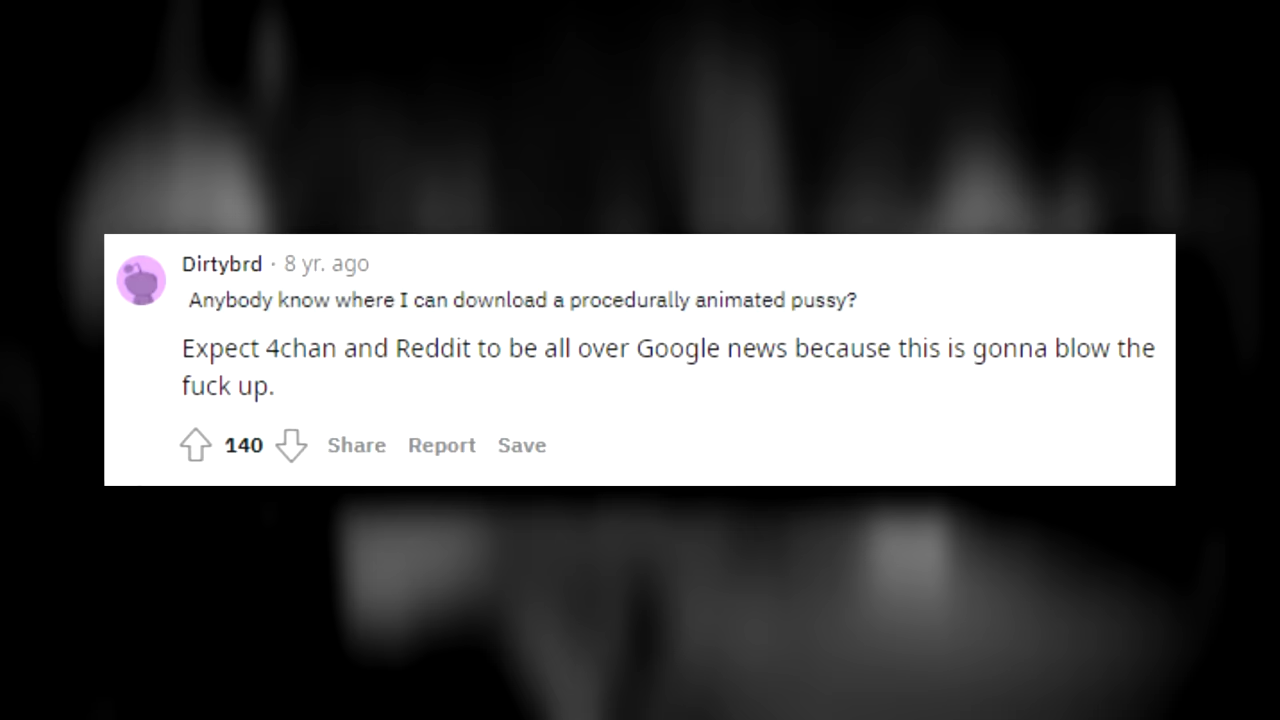 Dirtybrd · 8 yr. ago
Anybody know where I can download a procedurally animated pussy?
Expect 4chan and Reddit to be all over Google news because this is gonna blow the
fuck up.
140 Share Report Save